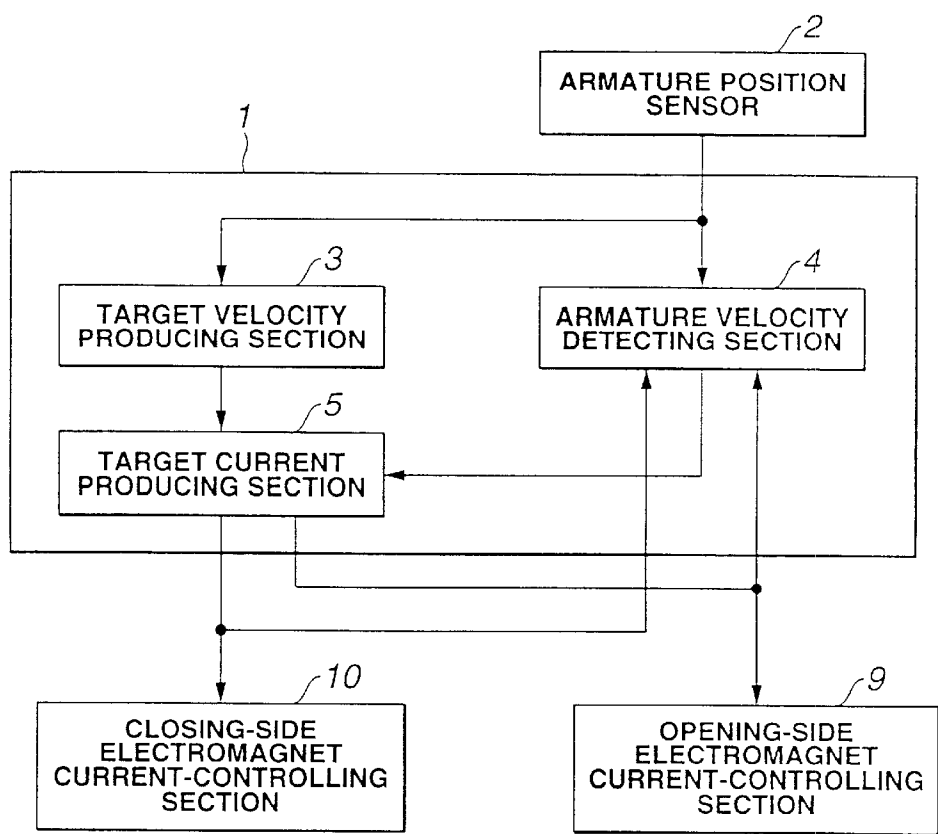 2
ARMATURE POSITION
SENSOR
1
3
TARGET VELOCITY
PRODUCING SECTION
4
ARMATURE VELOCITY
DETECTING SECTION
5
TARGET CURRENT
PRODUCING SECTION
10
CLOSING-SIDE
ELECTROMAGNET
CURRENT-CONTROLLING
SECTION
9
OPENING-SIDE
ELECTROMAGNET
CURRENT-CONTROLLING
SECTION